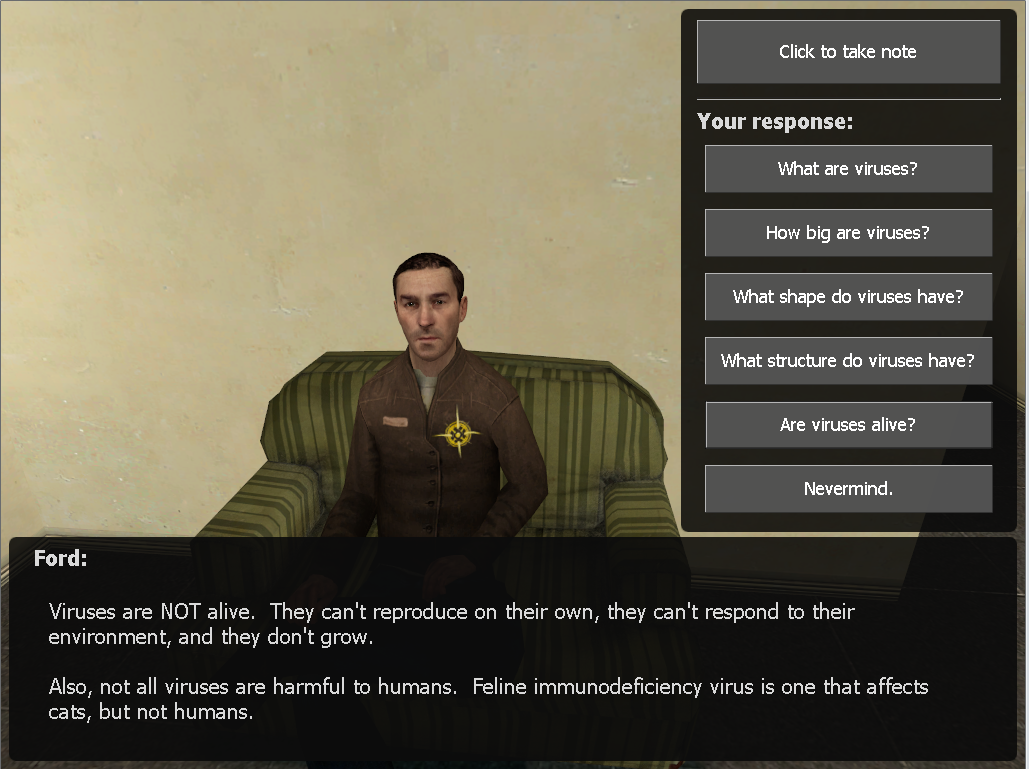 Click to take note
Your response:
What are viruses?
How big are viruses?
What shape do viruses have?
What structure do viruses have?
Are viruses alive?
Nevermind.
Ford:
Viruses are NOT alive.  They can't reproduce on their own, they can't respond to their
environment, and they don't grow.
Also, not all viruses are harmful to humans.  Feline immunodeficiency virus is one that affects
cats, but not humans.